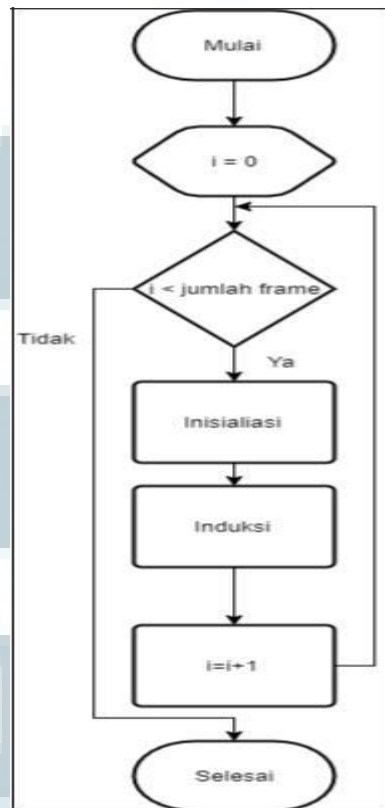 Mulai
i = 0
i < jumlah frame
Tidak
Ya
Inisialiasi
Induksi
i=i+1
Selesai